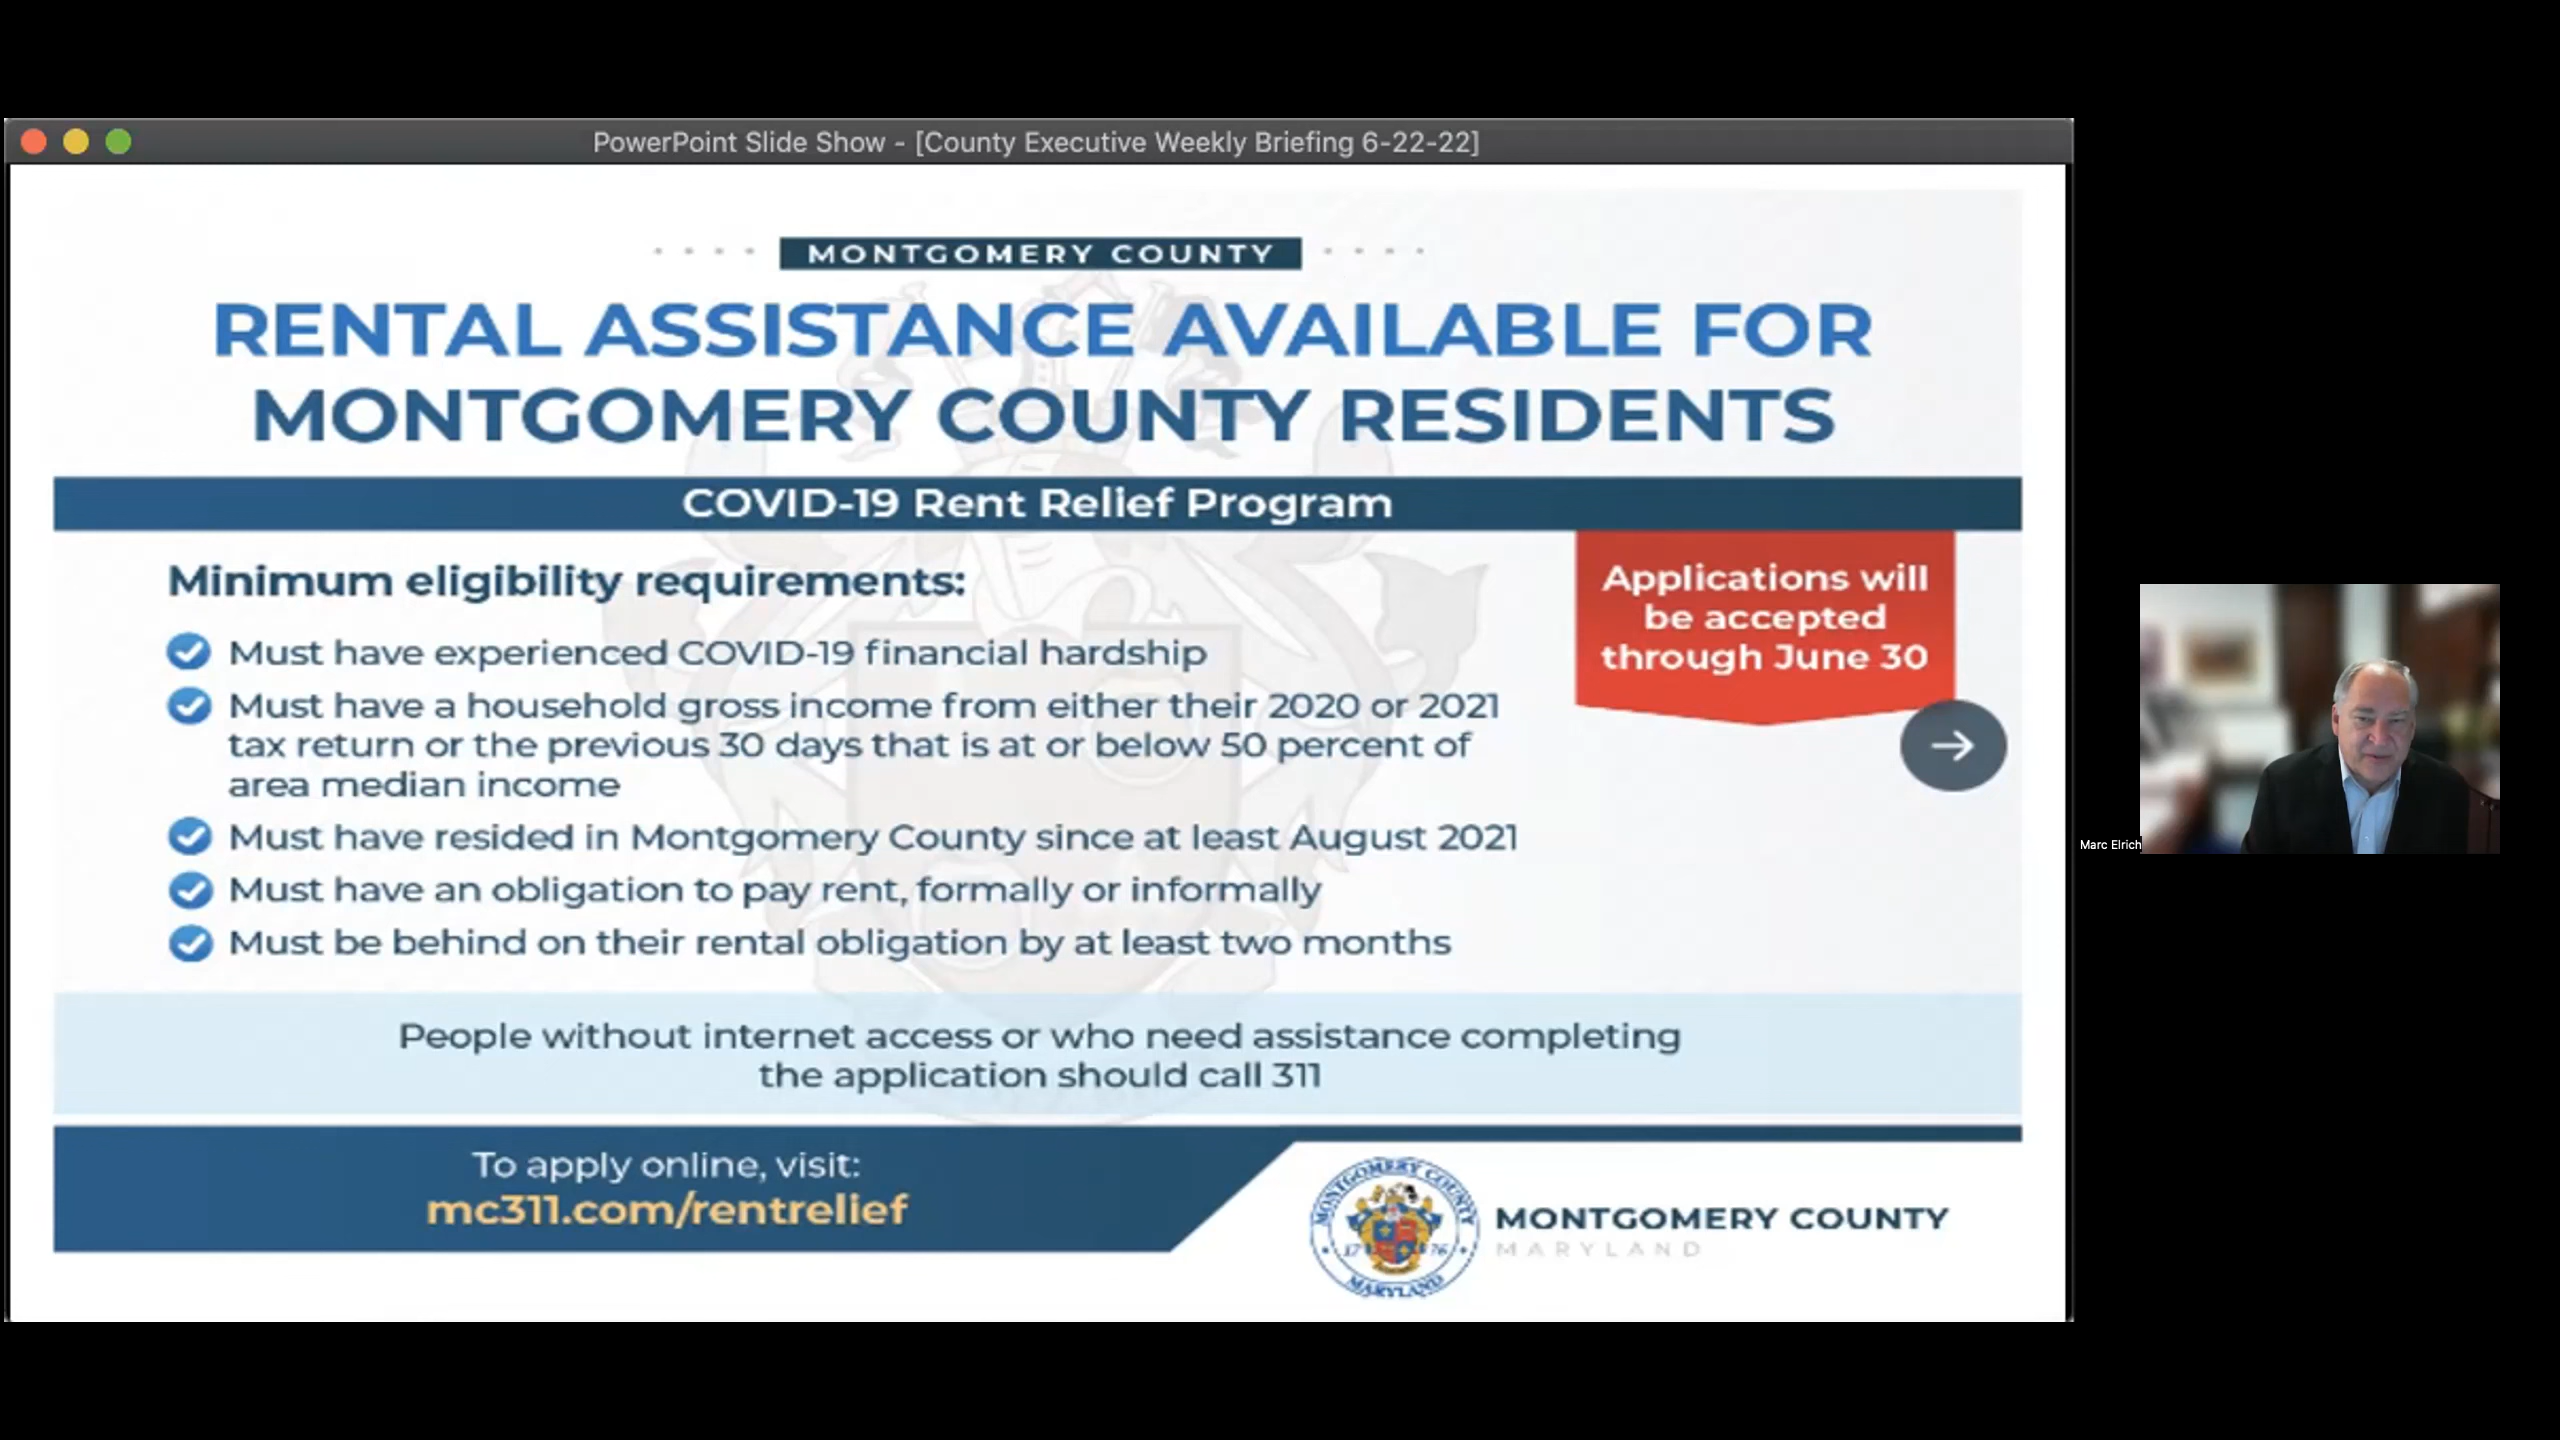 PowerPoint Slide Show - [County Executive Weekly Briefing 6-22-22]
MONTGOMERY COUNTY
RENTAL ASSISTANCE AVAILABLE FOR
MONTGOMERY COUNTY RESIDENTS
COVID-19 Rent Relief Program
Minimum eligibility requirements:
Must have experienced COVID-19 financial hardship
Must have a household gross income from either their 2020 or 2021
tax return or the previous 30 days that is at or below 50 percent of
area median income
Must have resided in Montgomery County since at least August 2021
Must have an obligation to pay rent, formally or informally
Must be behind on their rental obligation by at least two months
Applications will
be accepted
through June 30
People without internet access or who need assistance completing
the application should call 311
To apply online, visit:
mc311.com/rentrelief
MONTGOMERY COUNTY
17 76
MARYLAND
MONTGOMERY COUNTY
MARYLAND
Marc Elrich